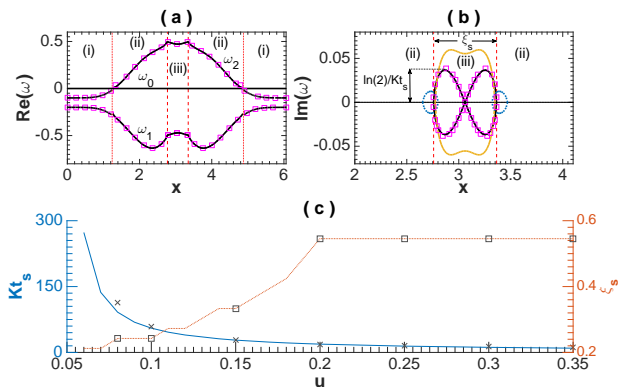 ( a )
( b )
Re(ω)
0.5
0
-0.5
(i)
(ii)
(iii)
(ii)
(i)
ω₂
ω₀
ω₁
0
2
4
6
x
Im(ω)
0.05
0
-0.05
ln(2)/Ktₛ
(ii)
ξₛ
(iii)
(ii)
2
2.5
3
3.5
4
x
( c )
Ktₛ
300
150
0
0.6
0.4
0.2
ξₛ
0.05
0.1
0.15
0.2
0.25
0.3
0.35
u